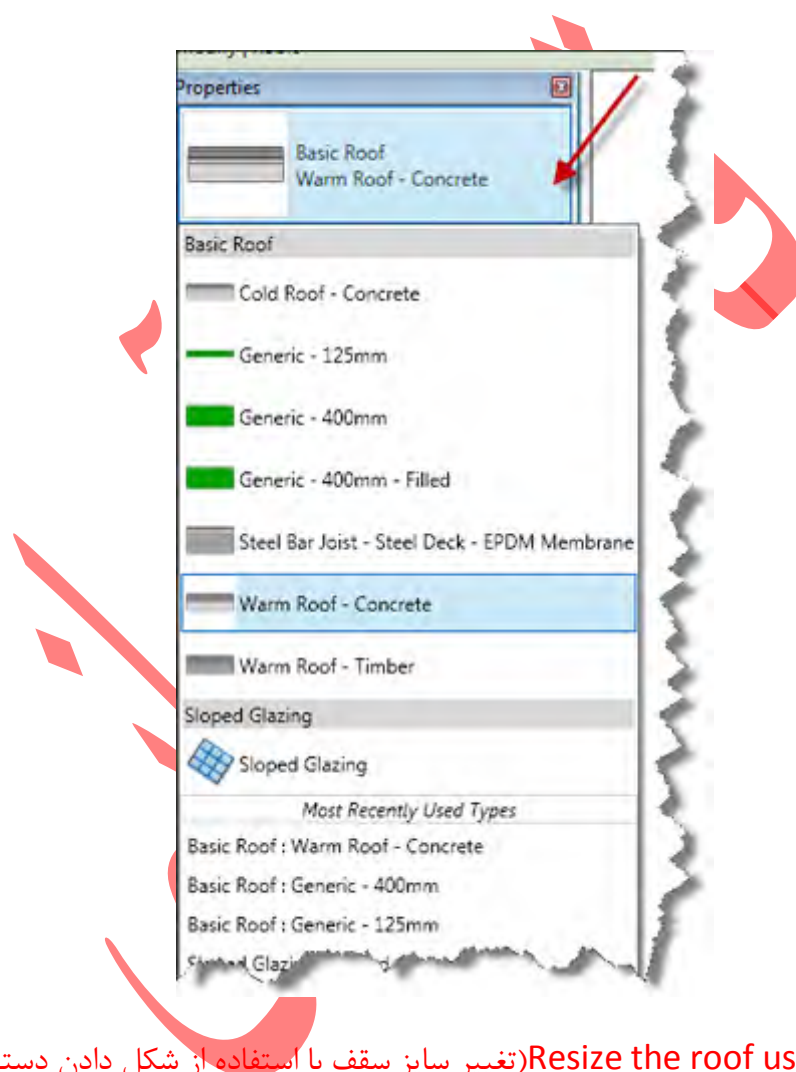 Properties
Basic Roof
Warm Roof - Concrete
Basic Roof
Cold Roof - Concrete
Generic - 125mm
Generic - 400mm
Generic - 400mm - Filled
Steel Bar Joist - Steel Deck - EPDM Membrane
Warm Roof - Concrete
Warm Roof - Timber
Sloped Glazing
Sloped Glazing
Most Recently Used Types
Basic Roof : Warm Roof - Concrete
Basic Roof : Generic - 400mm
Basic Roof : Generic - 125mm
Resize the roof us(تغییر سایز سقف با استفاده از شکل دادن دست